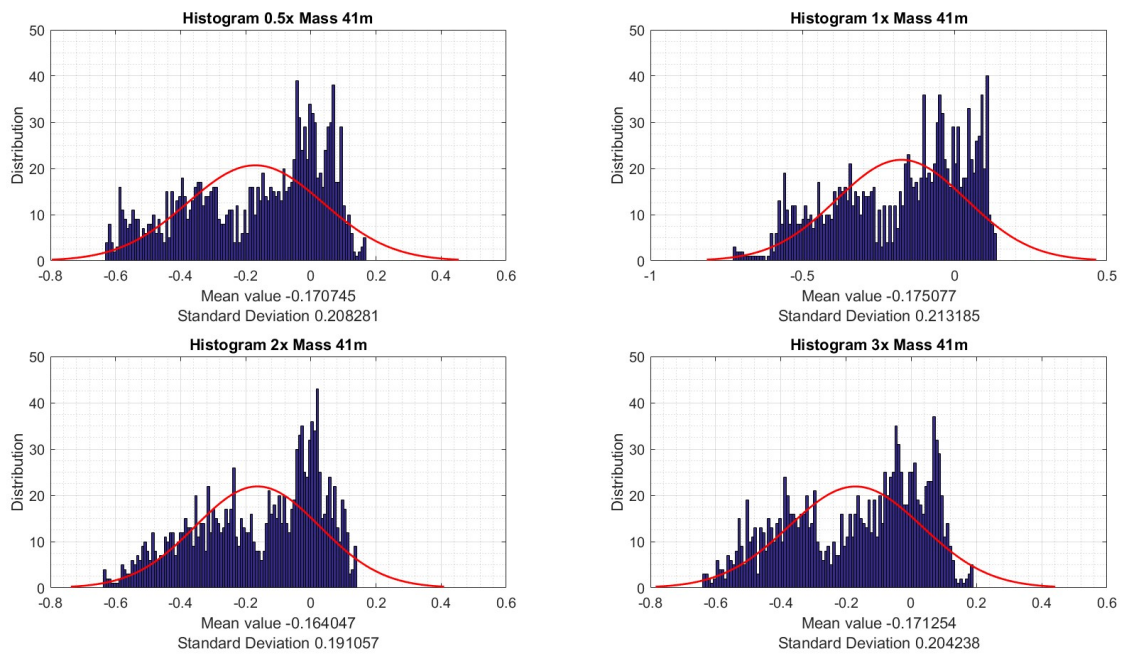 Histogram 0.5x Mass 41m
50
40
30
20
10
0
Distribution
-0.8 -0.6 -0.4 -0.2 0 0.2 0.4 0.6
Mean value -0.170745
Standard Deviation 0.208281
Histogram 1x Mass 41m
50
40
30
20
10
0
Distribution
-1 -0.5 0 0.5
Mean value -0.175077
Standard Deviation 0.213185
Histogram 2x Mass 41m
50
40
30
20
10
0
Distribution
-0.8 -0.6 -0.4 -0.2 0 0.2 0.4 0.6
Mean value -0.164047
Standard Deviation 0.191057
Histogram 3x Mass 41m
50
40
30
20
10
0
Distribution
-0.8 -0.6 -0.4 -0.2 0 0.2 0.4 0.6
Mean value -0.171254
Standard Deviation 0.204238